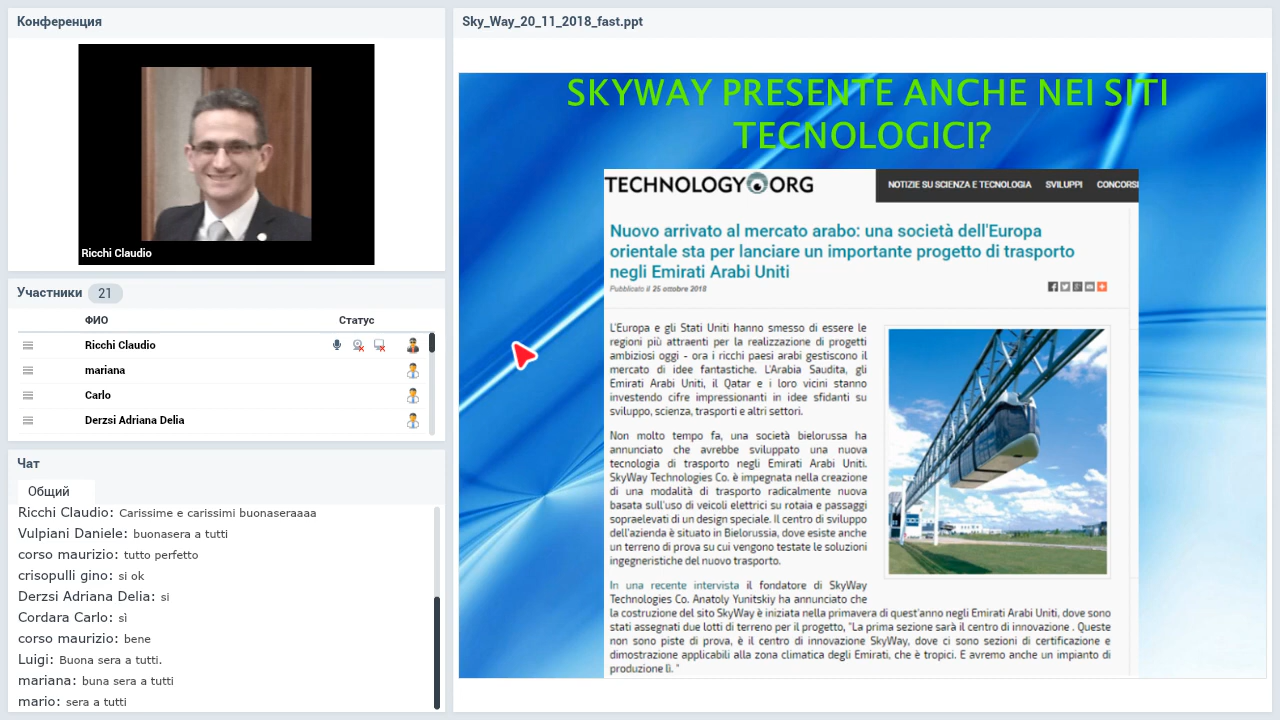 Конференция
Ricchi Claudio
Участники 21
ФИО Статус
Ricchi Claudio
mariana
Carlo
Derzsi Adriana Delia
Чат
Общий
Ricchi Claudio: Carissime e carissimi buonaseraaaa
Vulpiani Daniele: buonasera a tutti
corso maurizio: tutto perfetto
crisopulli gino: si ok
Derzsi Adriana Delia: si
Cordara Carlo: sì
corso maurizio: bene
Luigi: Buona sera a tutti.
mariana: buna sera a tutti
mario: sera a tutti
Sky_Way_20_11_2018_fast.ppt
SKYWAY PRESENTE ANCHE NEI SITI
TECNOLOGICI?
TECHNOLOGY ORG
NOTIZIE SU SCIENZA E TECNOLOGIA SVILUPPI CONCORSI
Nuovo arrivato al mercato arabo: una società dell'Europa
orientale sta per lanciare un importante progetto di trasporto
negli Emirati Arabi Uniti
Pubblicato il 25 ottobre 2018
L'Europa e gli Stati Uniti hanno smesso di essere le
regioni più attraenti per la realizzazione di progetti
ambiziosi oggi - ora i ricchi paesi arabi gestiscono il
mercato di idee fantastiche. L'Arabia Saudita, gli
Emirati Arabi Uniti, il Qatar e i loro vicini stanno
investendo cifre impressionanti in idee sfidanti su
sviluppo, scienza, trasporti e altri settori.
Non molto tempo fa, una società bielorussa ha
annunciato che avrebbe sviluppato una nuova
tecnologia di trasporto negli Emirati Arabi Uniti.
SkyWay Technologies Co. è impegnata nella creazione
di una modalità di trasporto radicalmente nuova
basata sull'uso di veicoli elettrici su rotaia e passaggi
sopraelevati di un design speciale. Il centro di sviluppo
dell'azienda è situato in Bielorussia, dove esiste anche
un terreno di prova su cui vengono testate le soluzioni
ingegneristiche del nuovo trasporto.
In una recente intervista il fondatore di SkyWay
Technologies Co. Anatoly Yunitskiy ha annunciato che
la costruzione del sito SkyWay è iniziata nella primavera di quest'anno negli Emirati Arabi Uniti, dove sono
stati assegnati due lotti di terreno per il progetto, "La prima sezione sarà il centro di innovazione . Queste
non sono piste di prova, è il centro di innovazione SkyWay, dove ci sono sezioni di certificazione e
dimostrazione applicabili alla zona climatica degli Emirati, che è tropici. E avremo anche un impianto di
produzione lì. "